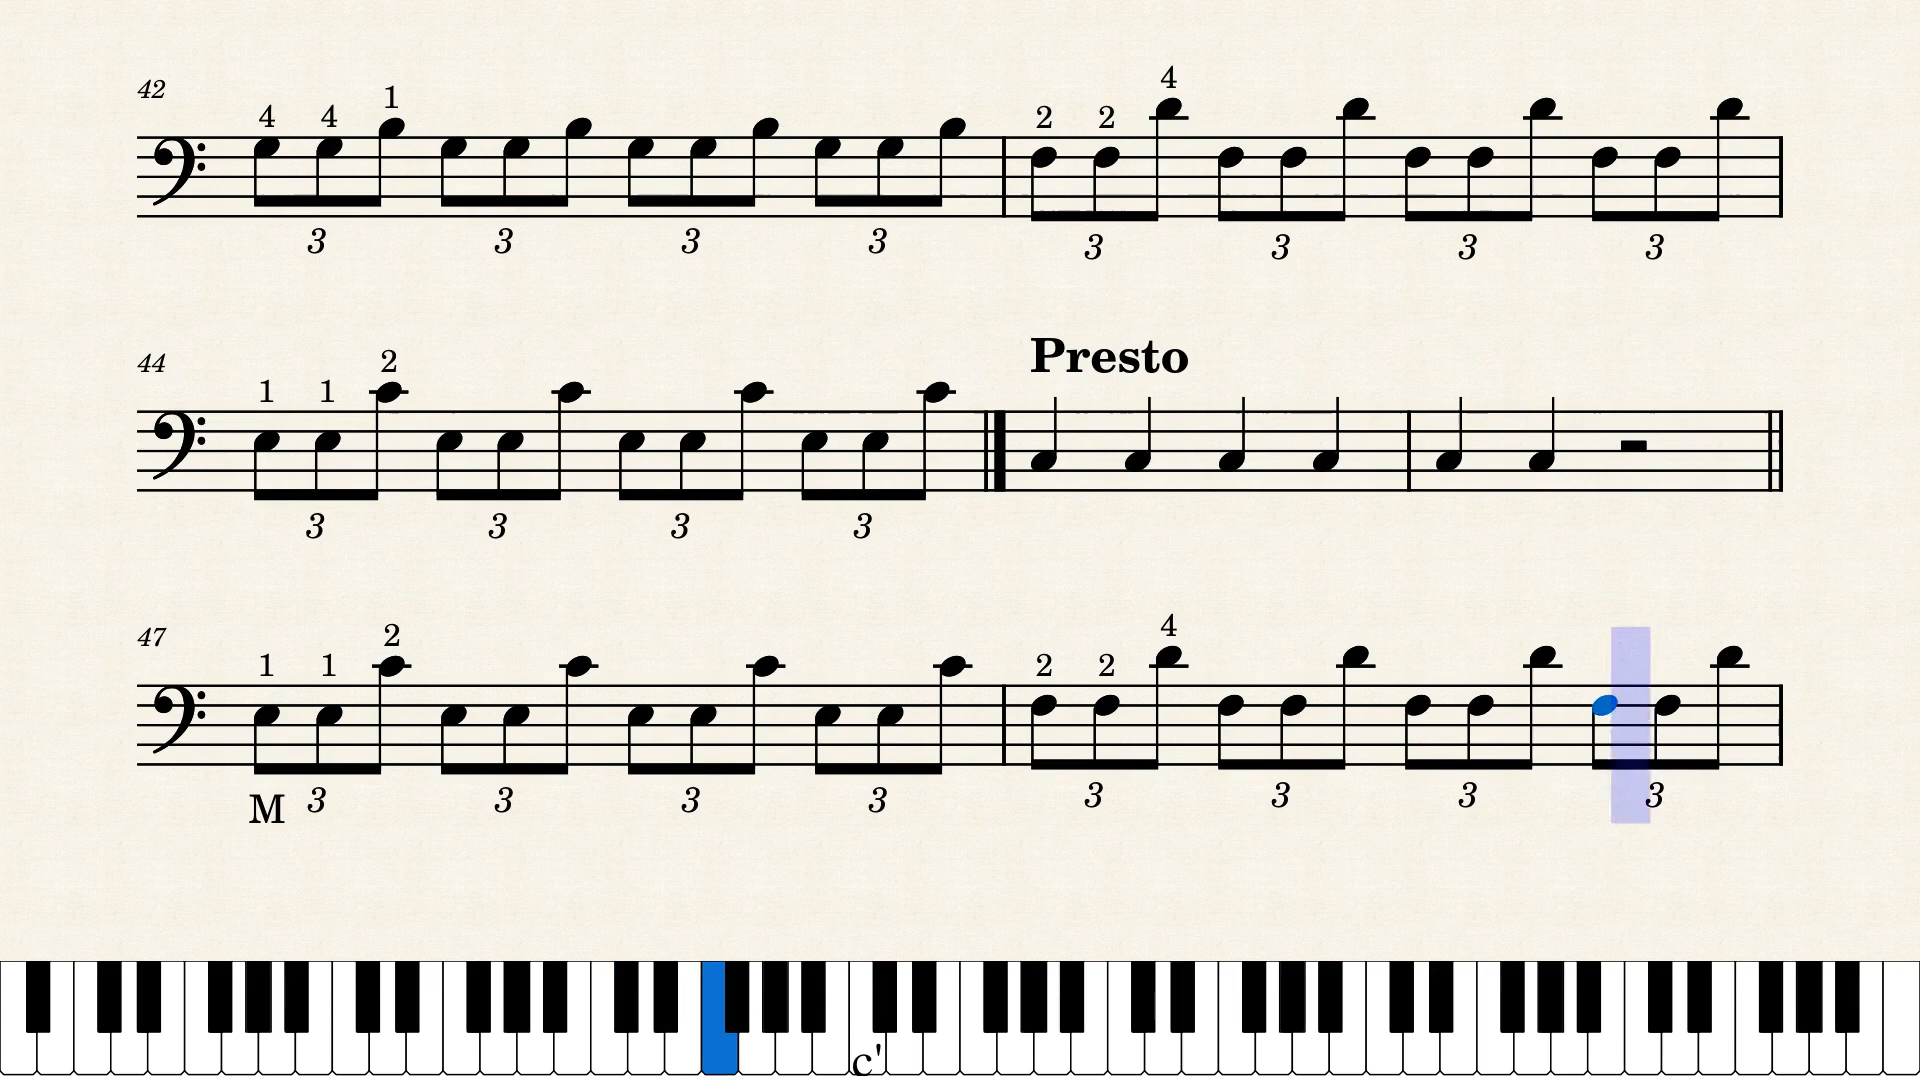 42
4 4 1 2 2 4
3 3 3 3 3 3 3 3
Presto
44
1 1 2
3 3 3 3
47
1 1 2 2 2 4
M 3 3 3 3 3 3 3 3
c'